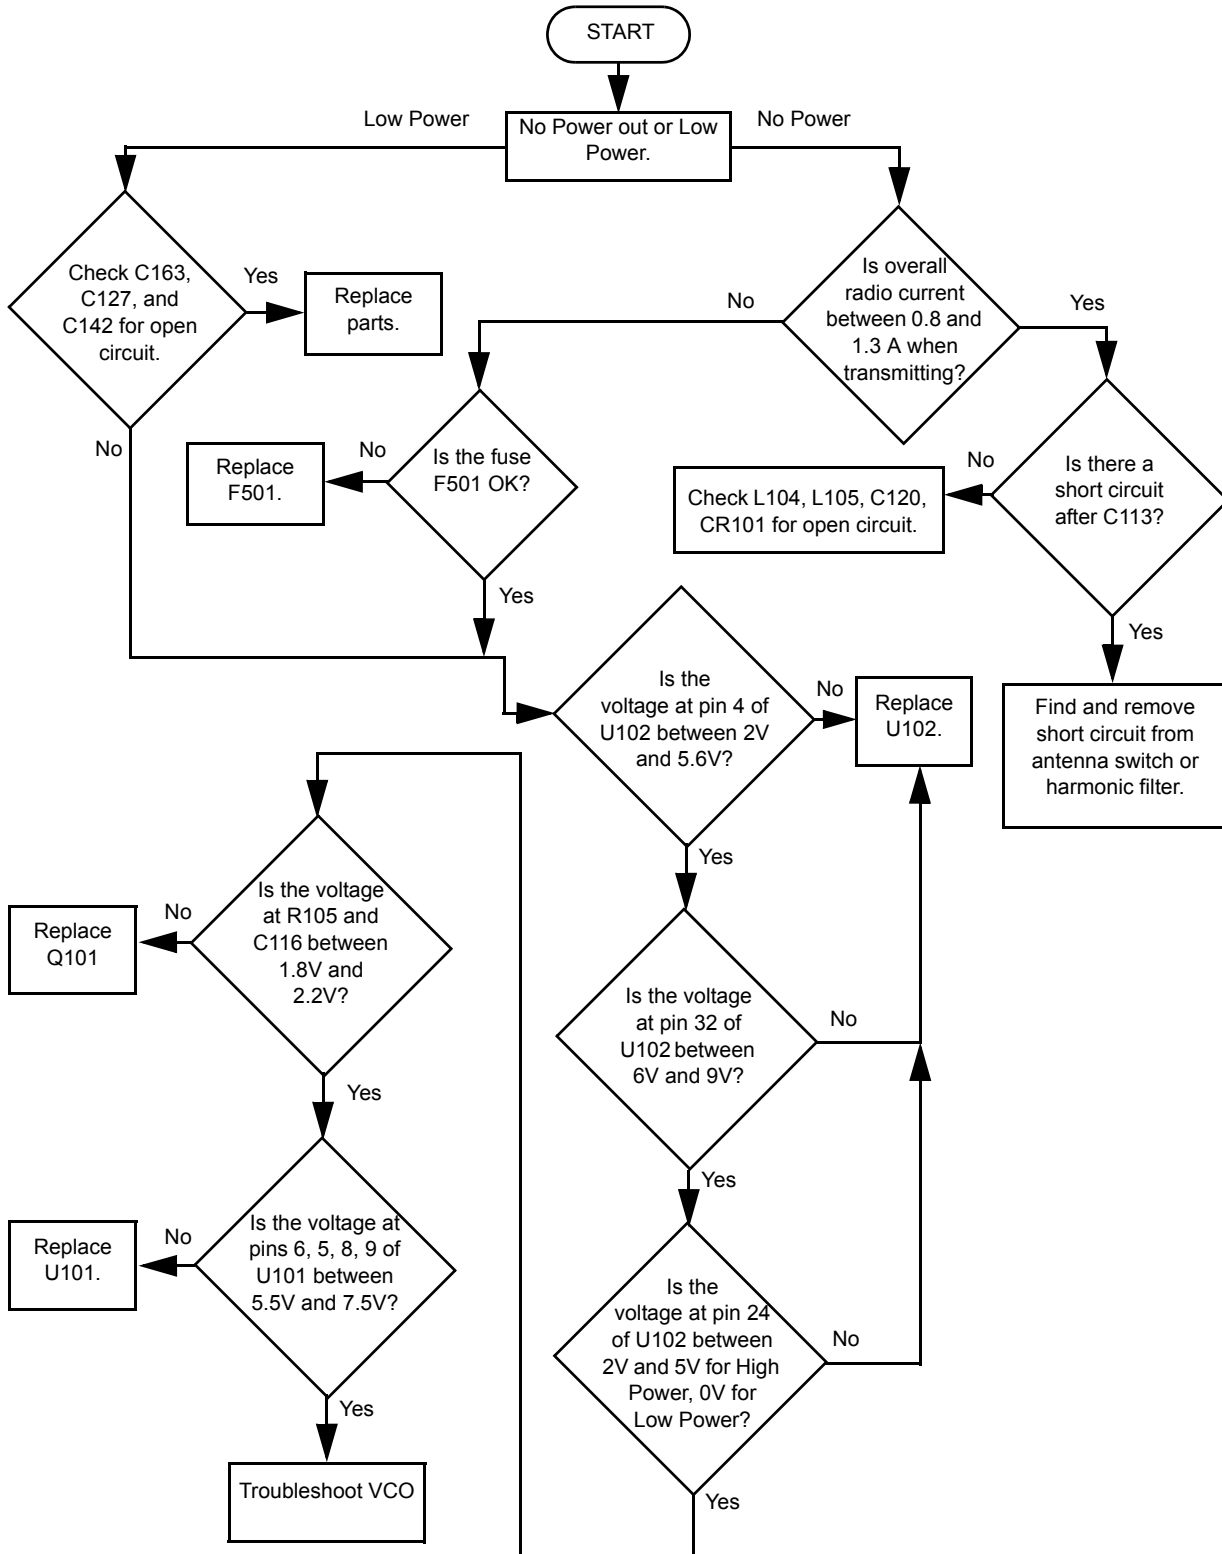 START
Low Power
No Power out or Low
Power.
No Power
Check C163,
C127, and
C142 for open
circuit.
Yes
Replace
parts.
No
Is overall
radio current
between 0.8 and
1.3 A when
transmitting?
No
Yes
Is the fuse
F501 OK?
No
Replace
F501.
Yes
Is there a
short circuit
after C113?
No
Check L104, L105, C120,
CR101 for open circuit.
Yes
Find and remove
short circuit from
antenna switch or
harmonic filter.
Is the
voltage at pin 4 of
U102 between 2V
and 5.6V?
No
Replace
U102.
Yes
Is the voltage
at pin 32 of
U102 between
6V and 9V?
No
Yes
Is the
voltage at pin 24
of U102 between
2V and 5V for High
Power, 0V for
Low Power?
No
Yes
Is the voltage
at R105 and
C116 between
1.8V and
2.2V?
No
Replace
Q101
Yes
Is the voltage at
pins 6, 5, 8, 9 of
U101 between
5.5V and 7.5V?
No
Replace
U101.
Yes
Troubleshoot VCO